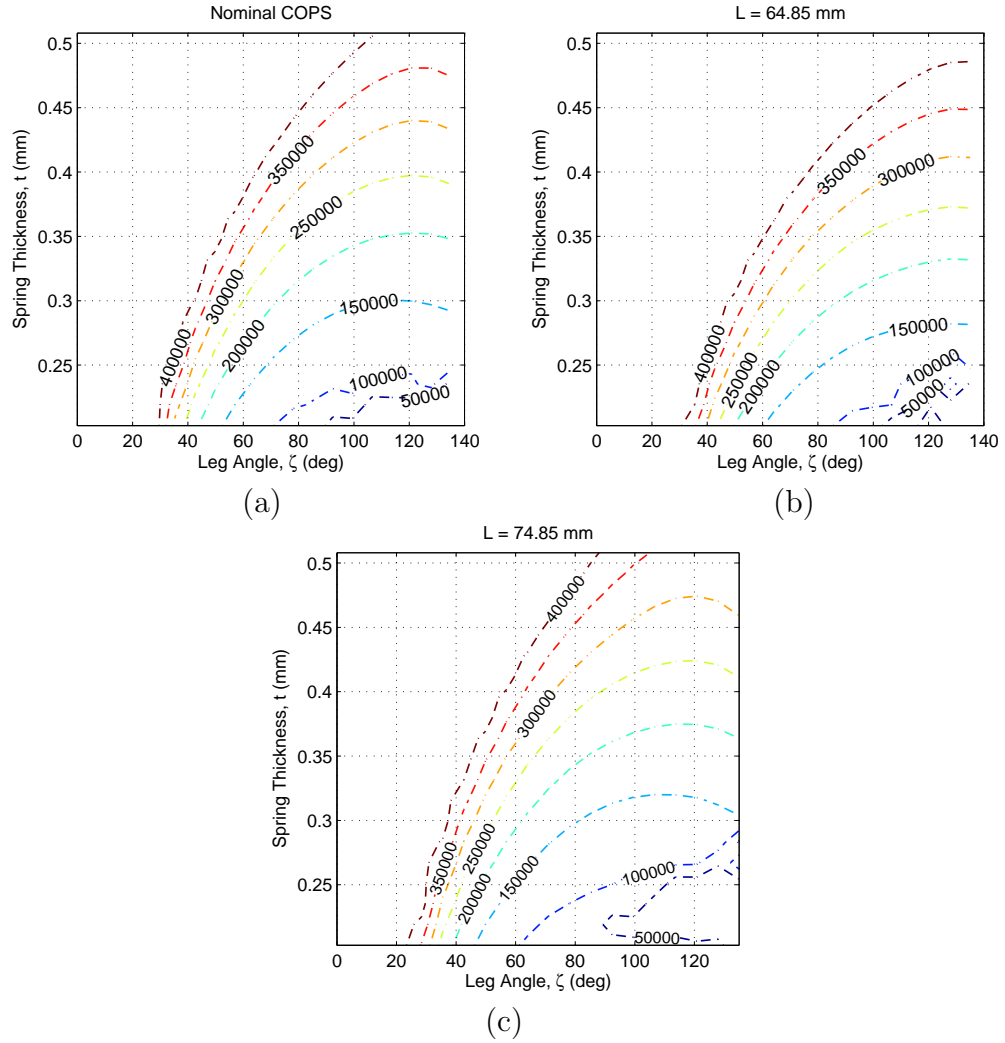 Nominal COPS
0.5
0.45
0.4
0.35
0.3
0.25
Spring Thickness, t (mm)
350000
250000
300000
400000
200000
150000
100000
50000
0 20 40 60 80 100 120 140
Leg Angle, ζ (deg)
(a)
L = 64.85 mm
0.5
0.45
0.4
0.35
0.3
0.25
Spring Thickness, t (mm)
350000
300000
400000
250000
200000
150000
100000
50000
0 20 40 60 80 100 120 140
Leg Angle, ζ (deg)
(b)
L = 74.85 mm
0.5
0.45
0.4
0.35
0.3
0.25
Spring Thickness, t (mm)
400000
300000
350000
250000
200000
150000
100000
50000
0 20 40 60 80 100 120
Leg Angle, ζ (deg)
(c)